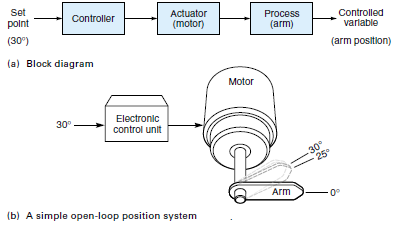 Set point
(30°)
Controller
Actuator
(motor)
Process
(arm)
Controlled
variable
(arm position)
(a) Block diagram
Motor
30°
Electronic
control unit
30°
25°
Arm
0°
(b) A simple open-loop position system